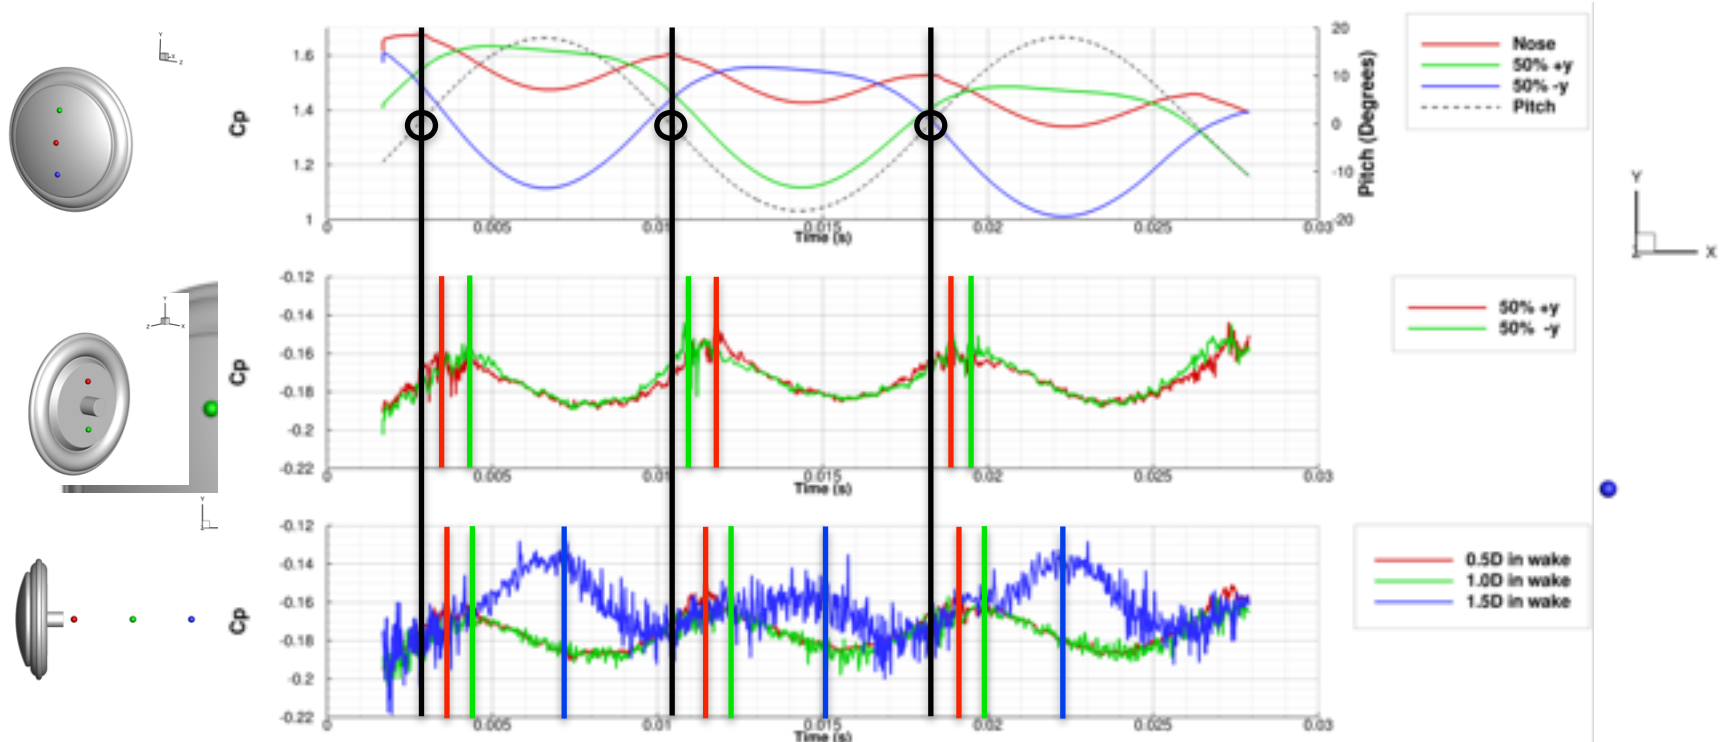 Y
X
Z
Cp
1.6
1.4
1.2
1
0
0.005
0.01
0.015
0.02
0.025
0.03
Time (s)
20
10
0
-10
-20
Pitch (Degrees)
Nose
50% +y
50% -y
Pitch
Y
Z
X
Cp
-0.12
-0.14
-0.16
-0.18
-0.2
-0.22
0
0.005
0.01
0.015
0.02
0.025
0.03
Time (s)
50% +y
50% -y
Y
X
Z
Y
Cp
-0.12
-0.14
-0.16
-0.18
-0.2
-0.22
0
0.005
0.01
0.015
0.02
0.025
0.03
Time (s)
0.5D in wake
1.0D in wake
1.5D in wake